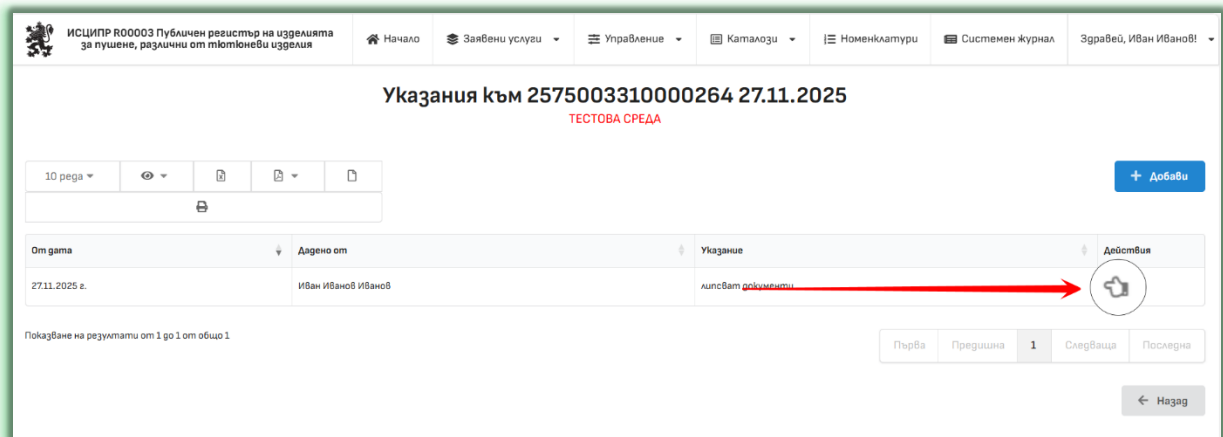 ИСЦИПР R00003 Публичен регистър на изделията
за пушене, различни от тютюневи изделия
Начало
Заявени услуги
Управление
Каталози
Номенклатури
Системен журнал
Здравей, Иван Иванов!
Указания към 2575003310000264 27.11.2025
ТЕСТОВА СРЕДА
10 реда
+ Добави
От дата Дадено от Указание Действия
27.11.2025 г. Иван Иванов Иванов липсват документи
Показване на резултати от 1 до 1 от общо 1
Първа Предишна 1 Следваща Последна
Назад